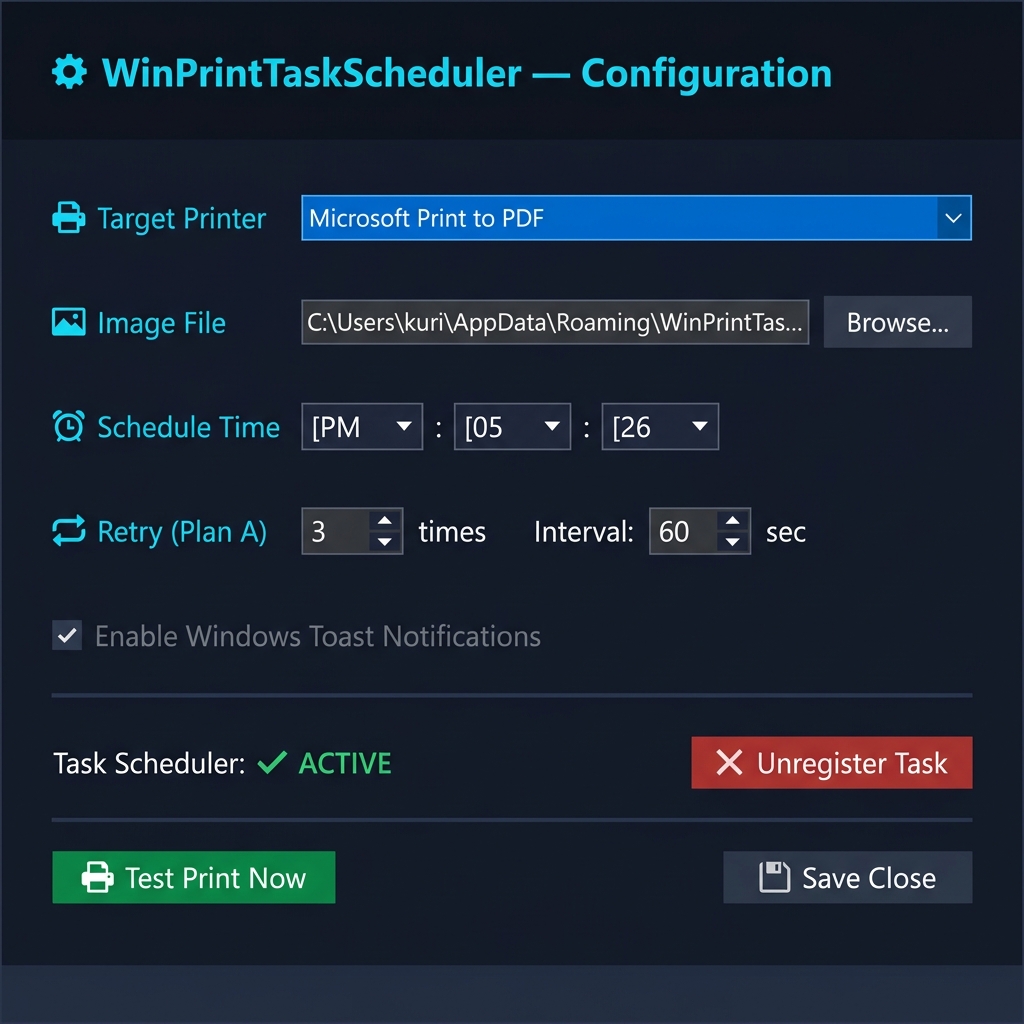 WinPrintTaskScheduler — Configuration
Target Printer Microsoft Print to PDF
Image File C:\Users\kuri\AppData\Roaming\WinPrintTas... Browse...
Schedule Time [PM : [05 : [26
Retry (Plan A) 3 times Interval: 60 sec
Enable Windows Toast Notifications
Task Scheduler: ✓ ACTIVE ✕ Unregister Task
Test Print Now Save Close